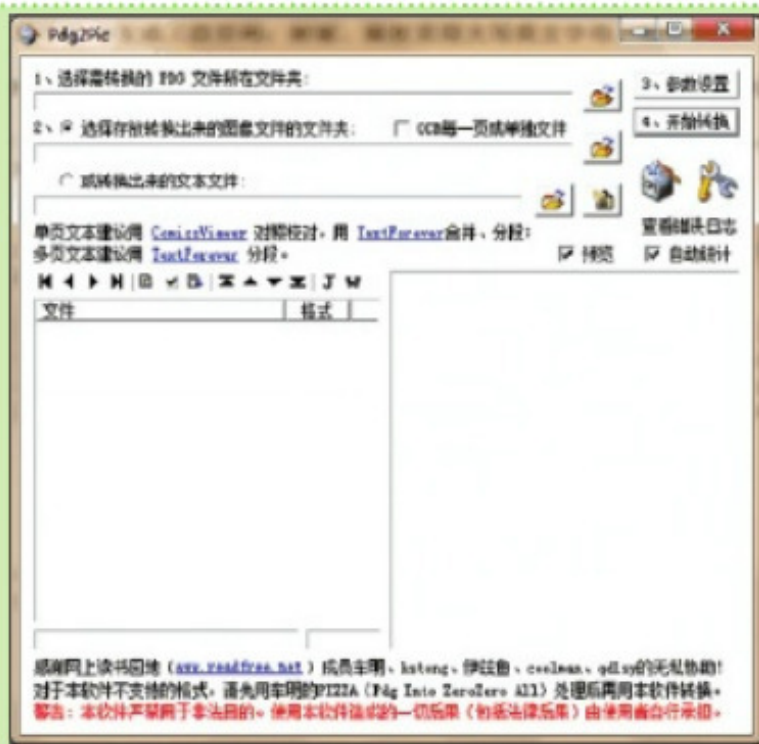 Pdg2Pic
1、选择需转换的 PDG 文件所在文件夹:
3、参数设置
2、选择存放转换出来的图像文件的文件夹:
每一页成单独文件
4、开始转换
或转换出来的文本文件:
单页文本建议用 ComicsViewer 对照校对，用 TextForever合并、分段;
查看错误日志
多页文本建议用 TextForever 分段。
预览
自动统计
文件
格式
感谢网上读书园地 (www.readfree.net) 成员车明、hstong、伊珏鱼、coolman、qdlsy的无私协助!
对于本软件不支持的格式，请先用车明的PIZZA (Pdg Into ZeroZero All) 处理后再用本软件转换。
警告: 本软件严禁用于非法目的。使用本软件造成的一切后果 (包括法律后果) 由使用者自行承担。